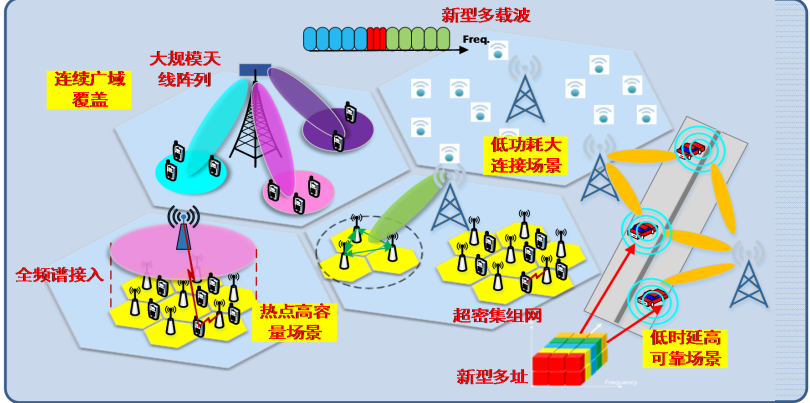 新型多载波
Freq.
大规模天
线阵列
连续广域
覆盖
低功耗大
连接场景
全频谱接入
热点高容
量场景
超密集组网
低时延高
可靠场景
新型多址
Frequency